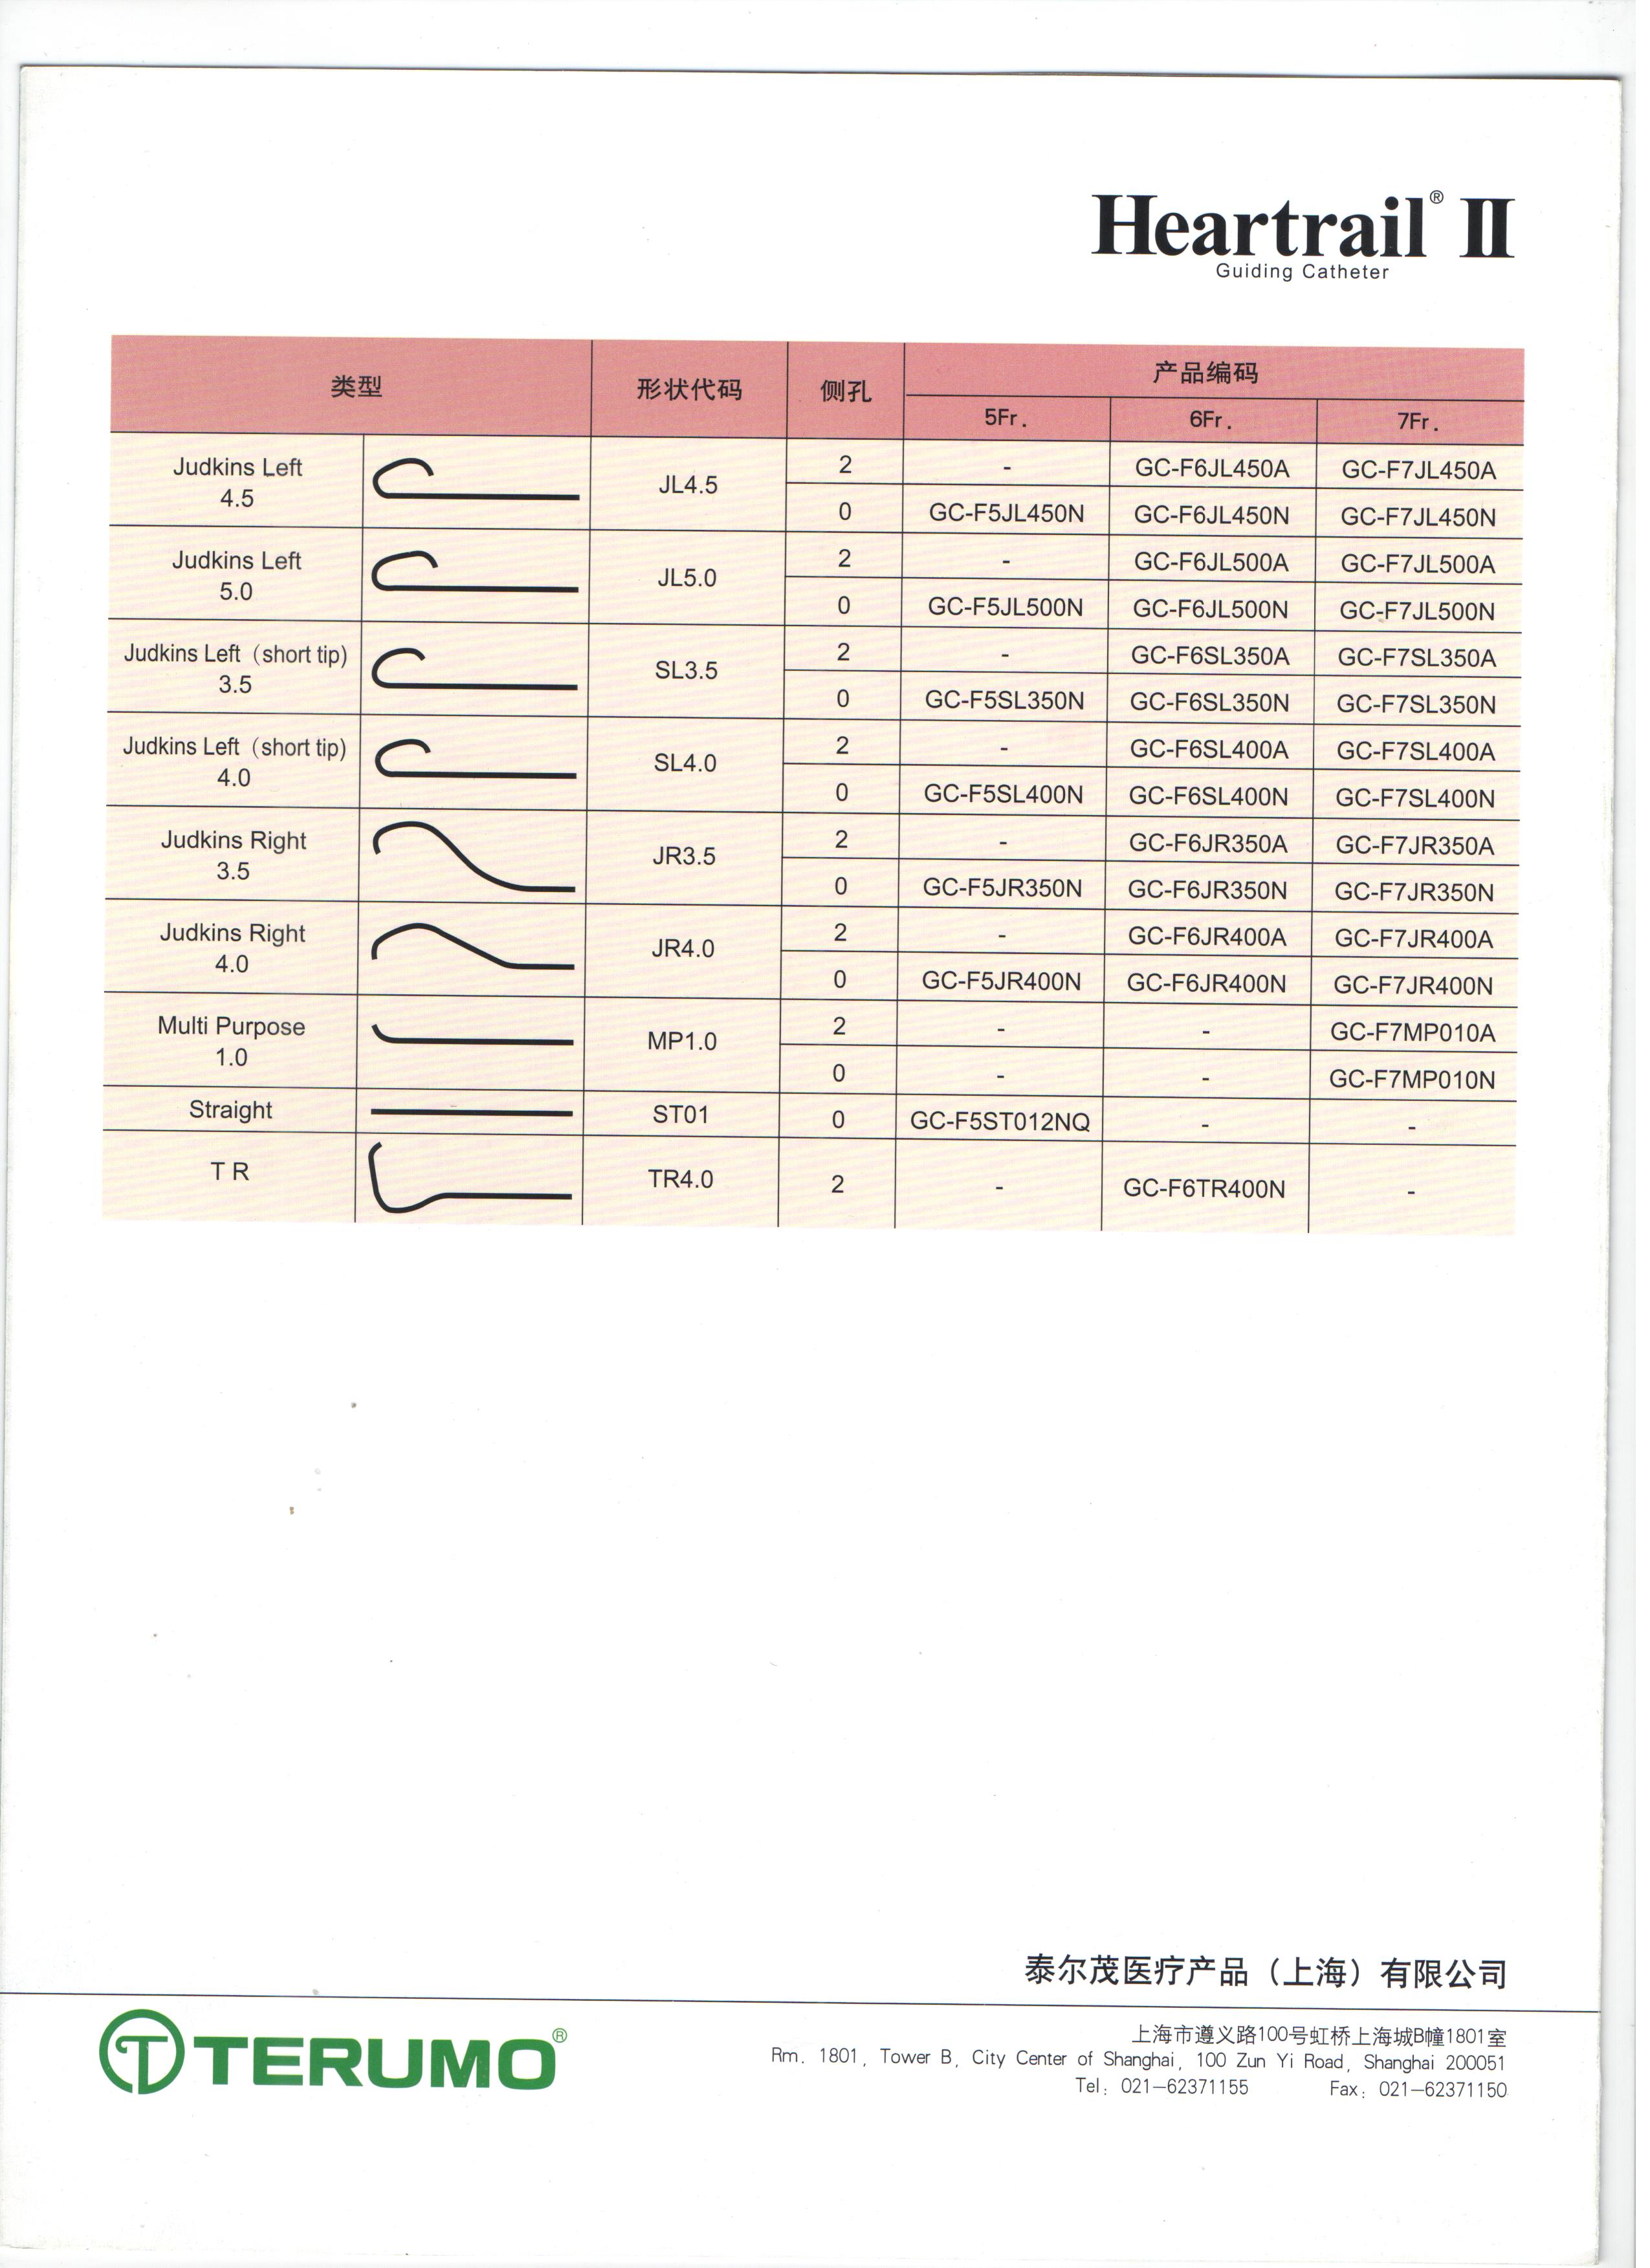 Heartrail® II
Guiding Catheter
类型 形状代码 侧孔 产品编码
5Fr. 6Fr. 7Fr.
Judkins Left 4.5 JL4.5 2 - GC-F6JL450A GC-F7JL450A
0 GC-F5JL450N GC-F6JL450N GC-F7JL450N
Judkins Left 5.0 JL5.0 2 - GC-F6JL500A GC-F7JL500A
0 GC-F5JL500N GC-F6JL500N GC-F7JL500N
Judkins Left (short tip) 3.5 SL3.5 2 - GC-F6SL350A GC-F7SL350A
0 GC-F5SL350N GC-F6SL350N GC-F7SL350N
Judkins Left (short tip) 4.0 SL4.0 2 - GC-F6SL400A GC-F7SL400A
0 GC-F5SL400N GC-F6SL400N GC-F7SL400N
Judkins Right 3.5 JR3.5 2 - GC-F6JR350A GC-F7JR350A
0 GC-F5JR350N GC-F6JR350N GC-F7JR350N
Judkins Right 4.0 JR4.0 2 - GC-F6JR400A GC-F7JR400A
0 GC-F5JR400N GC-F6JR400N GC-F7JR400N
Multi Purpose 1.0 MP1.0 2 - - GC-F7MP010A
0 - - GC-F7MP010N
Straight ST01 0 GC-F5ST012NQ - -
T R TR4.0 2 - GC-F6TR400N -
泰尔茂医疗产品（上海）有限公司
TERUMO®
上海市遵义路100号虹桥上海城B幢1801室
Rm. 1801, Tower B, City Center of Shanghai, 100 Zun Yi Road, Shanghai 200051
Tel: 021-62371155 Fax: 021-62371150